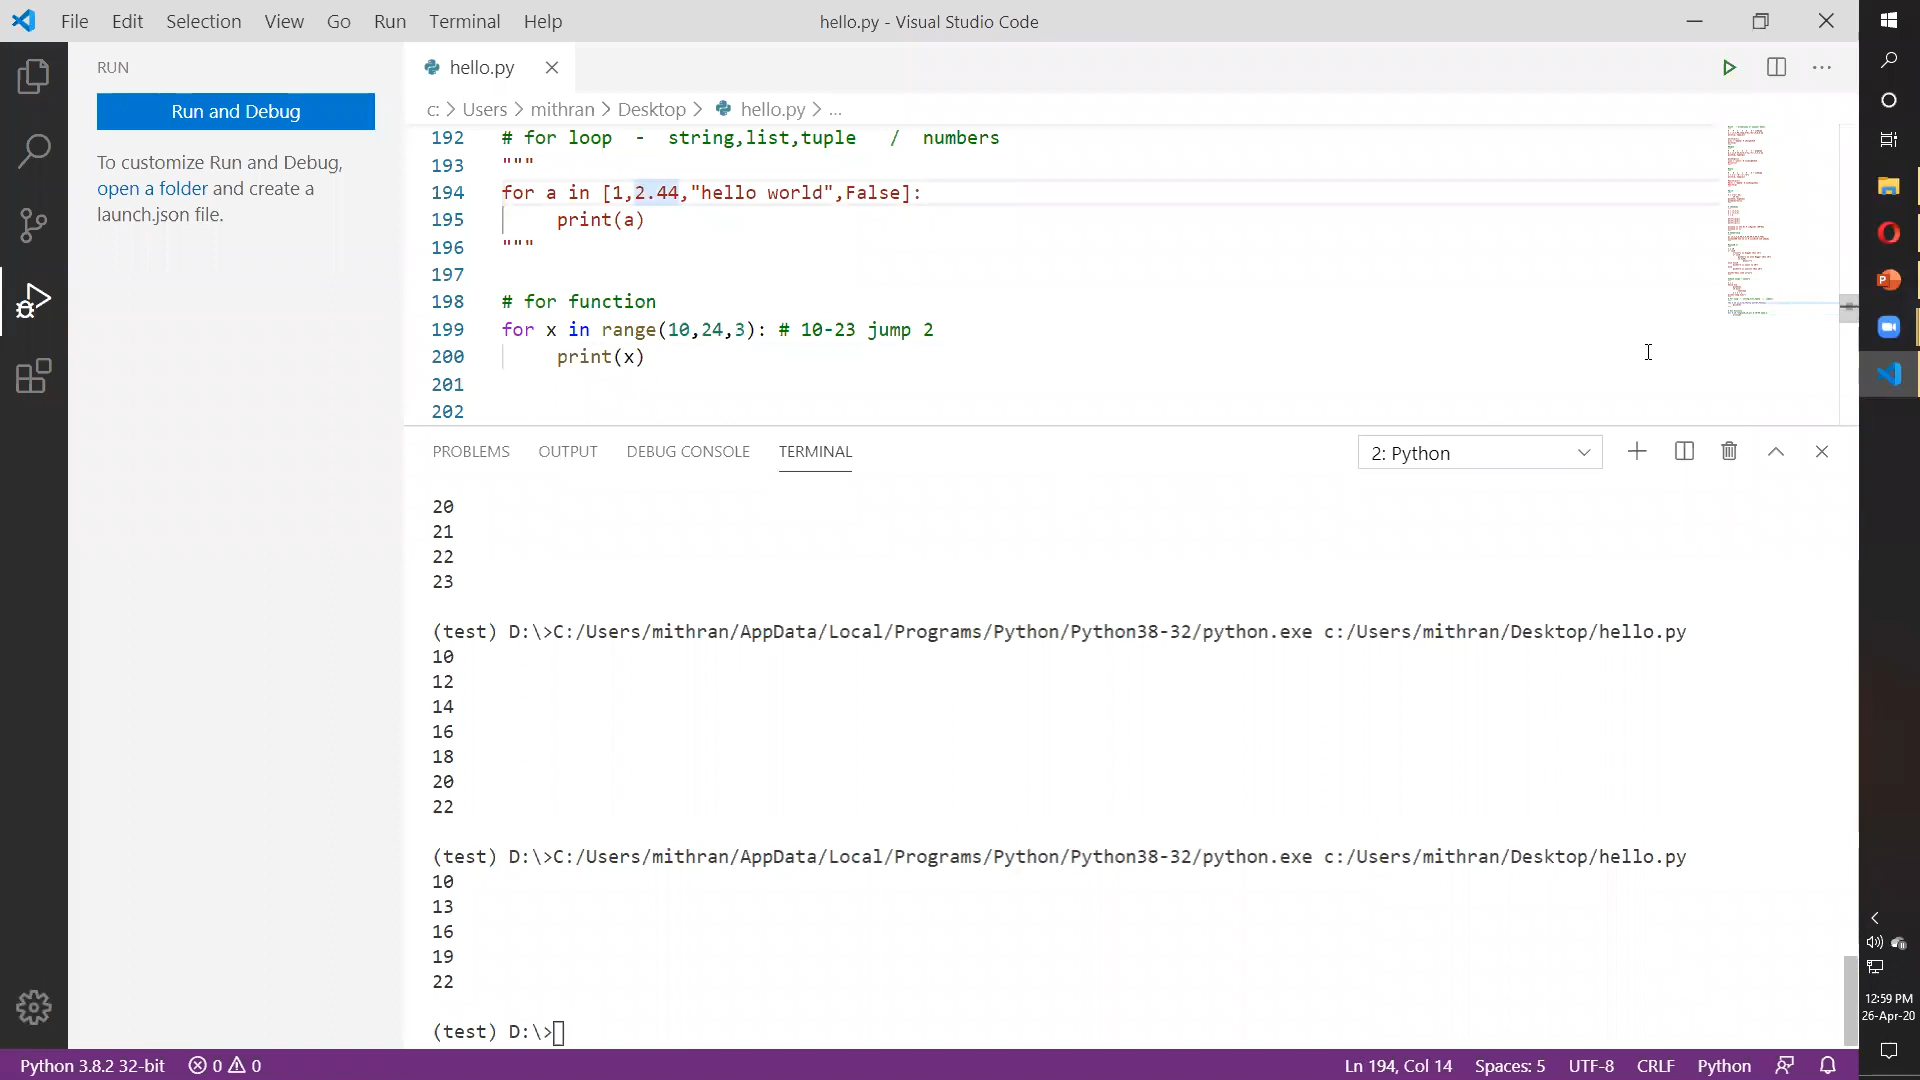 File Edit Selection View Go Run Terminal Help
hello.py - Visual Studio Code
RUN
Run and Debug
To customize Run and Debug,
open a folder and create a
launch.json file.
hello.py
c: > Users > mithran > Desktop > hello.py > ...
192 # for loop - string,list,tuple / numbers
193 """
194 for a in [1,2.44,"hello world",False]:
195 print(a)
196 """
197
198 # for function
199 for x in range(10,24,3): # 10-23 jump 2
200 print(x)
201
202
PROBLEMS OUTPUT DEBUG CONSOLE TERMINAL
2: Python
20
21
22
23
(test) D:\>C:/Users/mithran/AppData/Local/Programs/Python/Python38-32/python.exe c:/Users/mithran/Desktop/hello.py
10
12
14
16
18
20
22
(test) D:\>C:/Users/mithran/AppData/Local/Programs/Python/Python38-32/python.exe c:/Users/mithran/Desktop/hello.py
10
13
16
19
22
(test) D:\>
Python 3.8.2 32-bit 0 0
Ln 194, Col 14 Spaces: 5 UTF-8 CRLF Python
12:59 PM
26-Apr-20